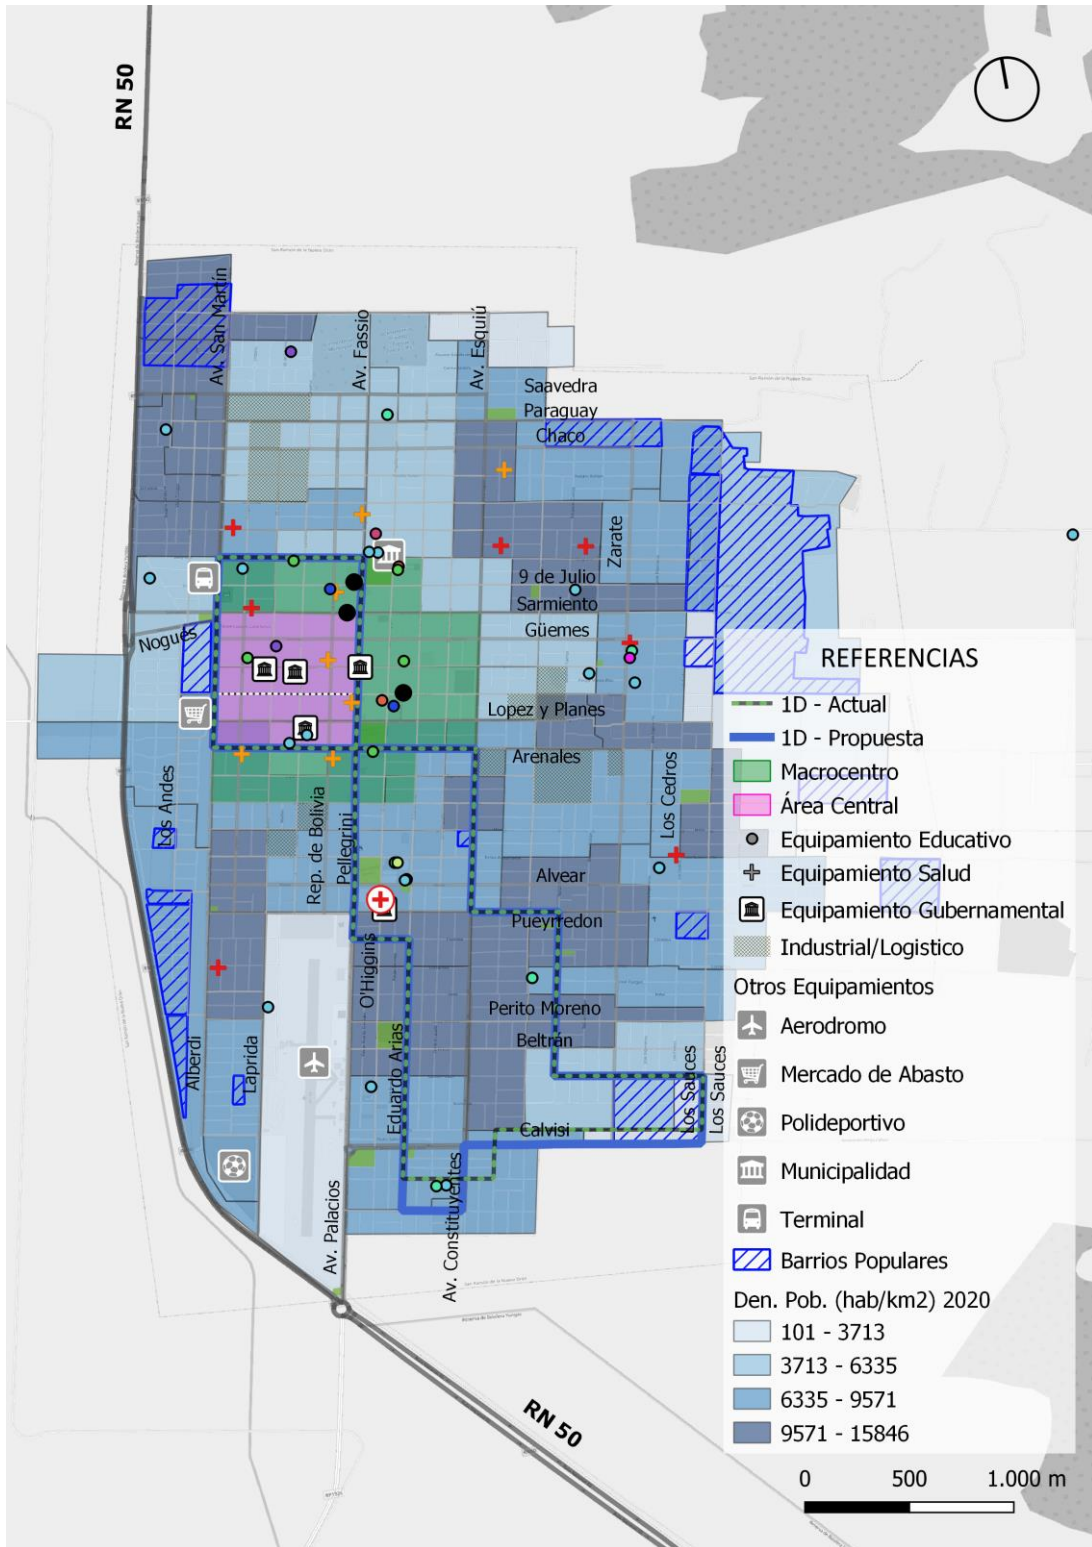 RN 50
Av. San Martín
Av. Fassio
Av. Esquiú
Saavedra
Paraguay
Chaco
Zarate
9 de Julio
Sarmiento
Güemes
Nogues
Lopez y Planes
Arenales
Los Andes
Rep. de Bolivia
Pellegrini
Los Cedros
Alvear
Pueyrredon
O'Higgins
Perito Moreno
Beltrán
Alberdi
Laprida
Eduardo Arias
Los Sauces
Los Sauces
Calvisi
Av. Palacios
Av. Constituyentes
RN 50
REFERENCIAS
1D - Actual
1D - Propuesta
Macrocentro
Área Central
Equipamiento Educativo
Equipamiento Salud
Equipamiento Gubernamental
Industrial/Logistico
Otros Equipamientos
Aerodromo
Mercado de Abasto
Polideportivo
Municipalidad
Terminal
Barrios Populares
Den. Pob. (hab/km2) 2020
101 - 3713
3713 - 6335
6335 - 9571
9571 - 15846
0 500 1.000 m